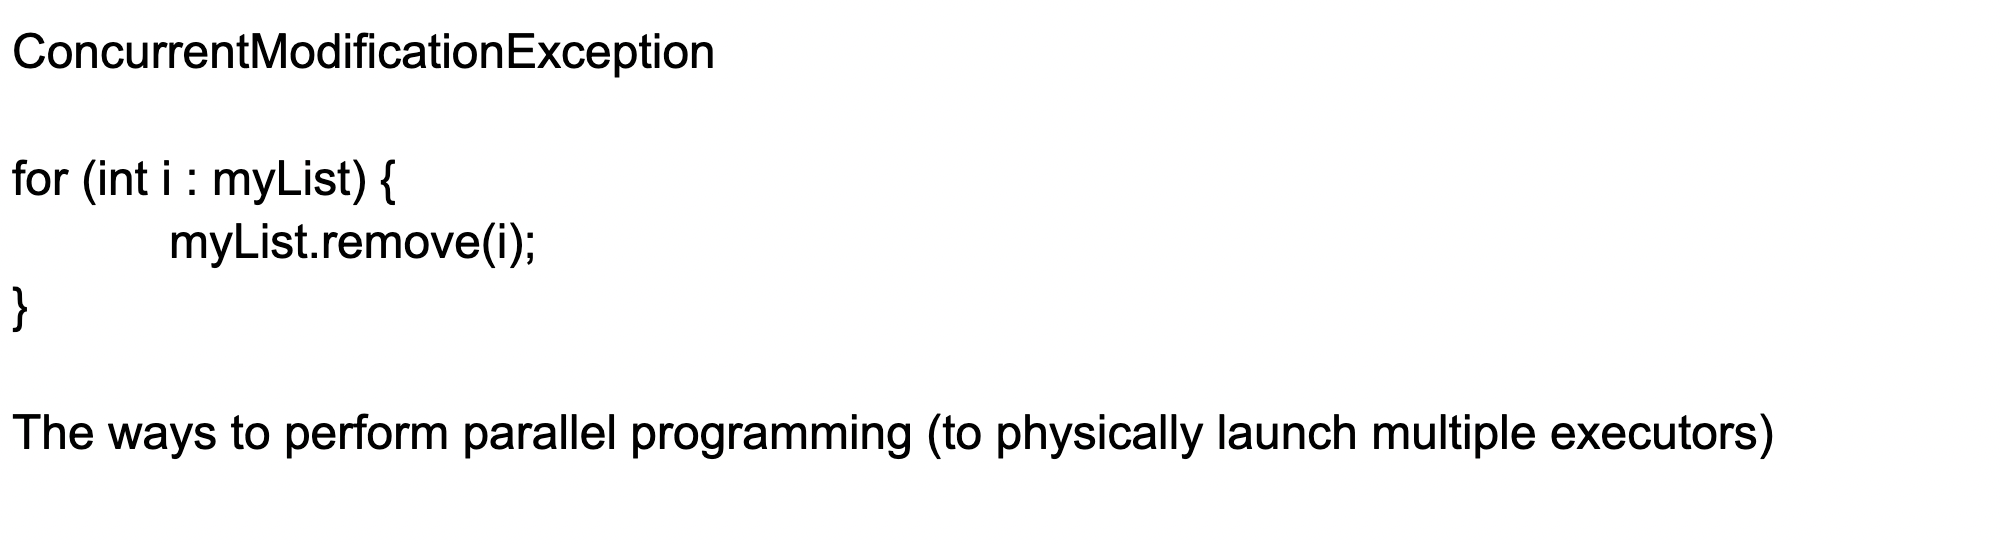 ConcurrentModificationException
for (int i : myList) {
myList.remove(i);
}
The ways to perform parallel programming (to physically launch multiple executors)